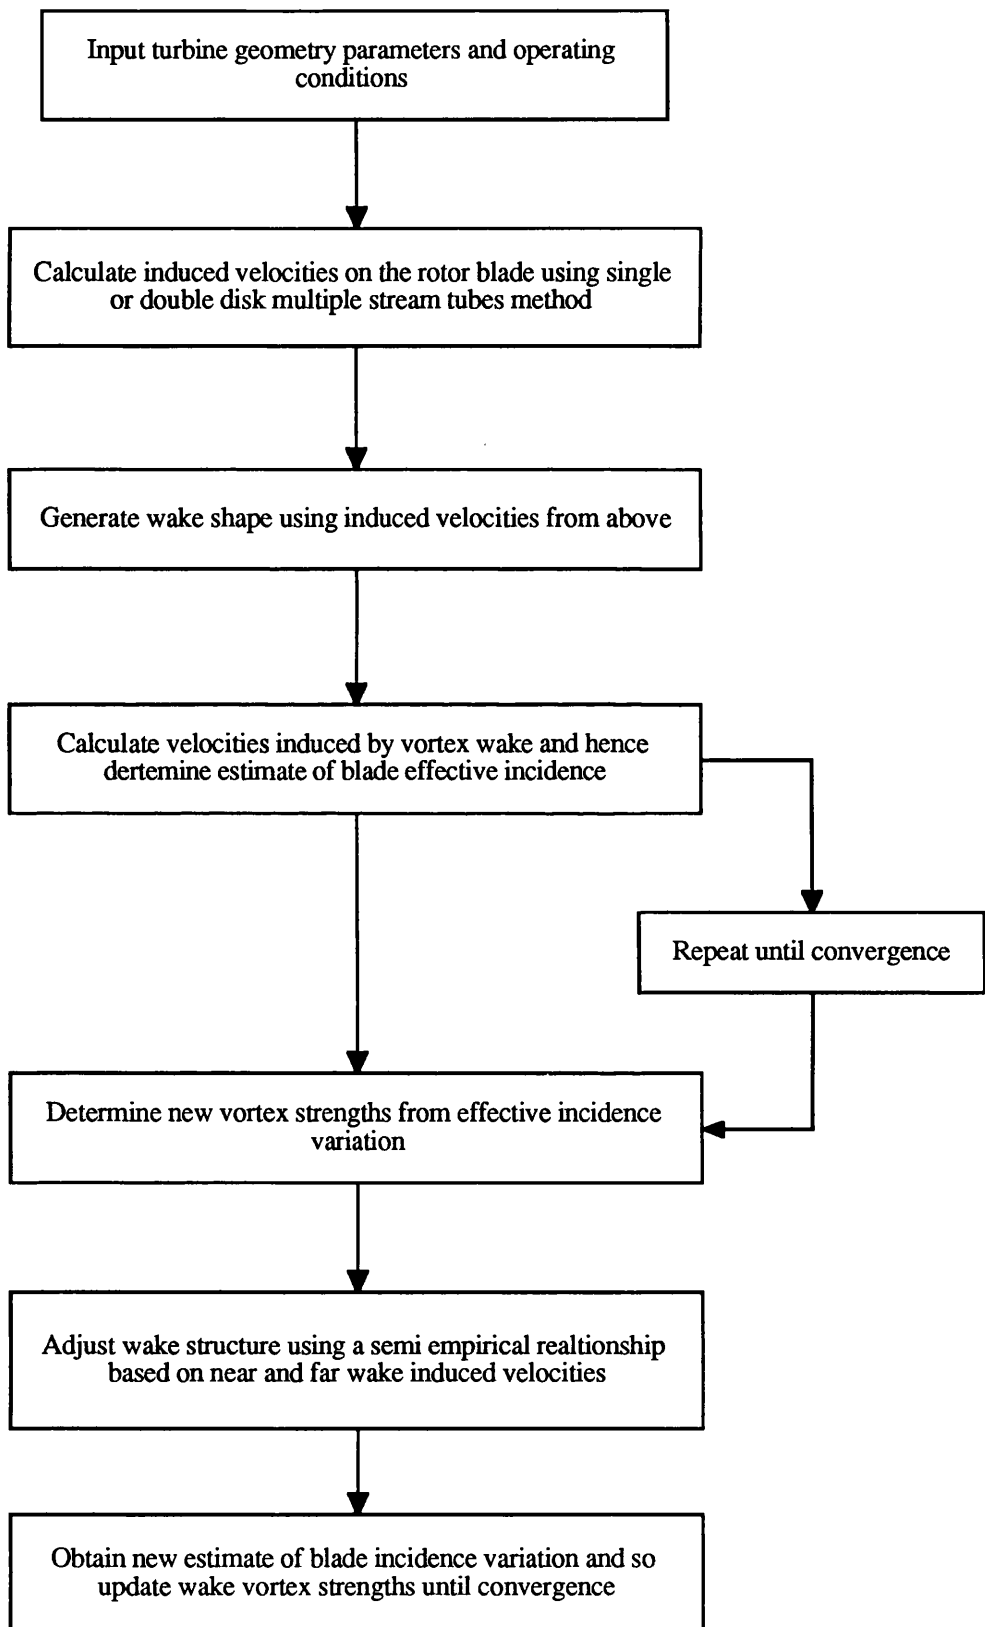 Input turbine geometry parameters and operating
conditions
Calculate induced velocities on the rotor blade using single
or double disk multiple stream tubes method
Generate wake shape using induced velocities from above
Calculate velocities induced by vortex wake and hence
dertemine estimate of blade effective incidence
Repeat until convergence
Determine new vortex strengths from effective incidence
variation
Adjust wake structure using a semi empirical realtionship
based on near and far wake induced velocities
Obtain new estimate of blade incidence variation and so
update wake vortex strengths until convergence